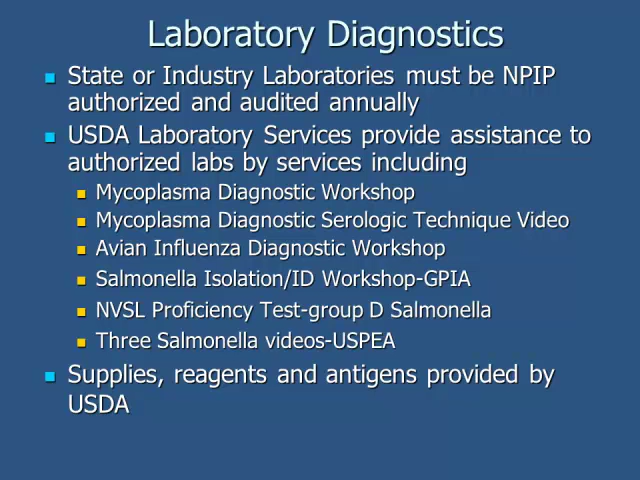 Laboratory Diagnostics
State or Industry Laboratories must be NPIP
authorized and audited annually
USDA Laboratory Services provide assistance to
authorized labs by services including
Mycoplasma Diagnostic Workshop
Mycoplasma Diagnostic Serologic Technique Video
Avian Influenza Diagnostic Workshop
Salmonella Isolation/ID Workshop-GPIA
NVSL Proficiency Test-group D Salmonella
Three Salmonella videos-USPEA
Supplies, reagents and antigens provided by
USDA